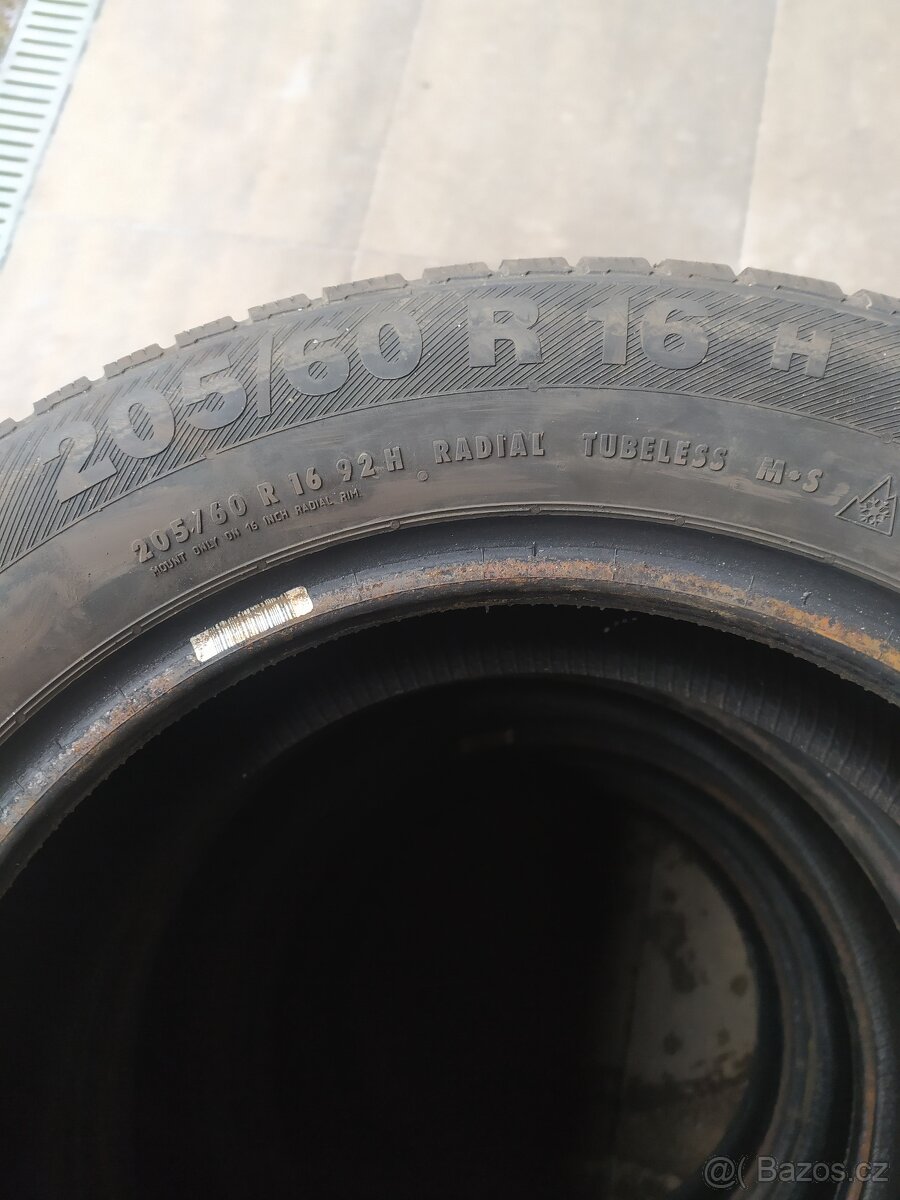 205/60 R 16 H
205/60 R 16 92 H RADIAL TUBELESS M•S
MOUNT ONLY ON 16 INCH RADIAL RIM.
@( Bazos.cz